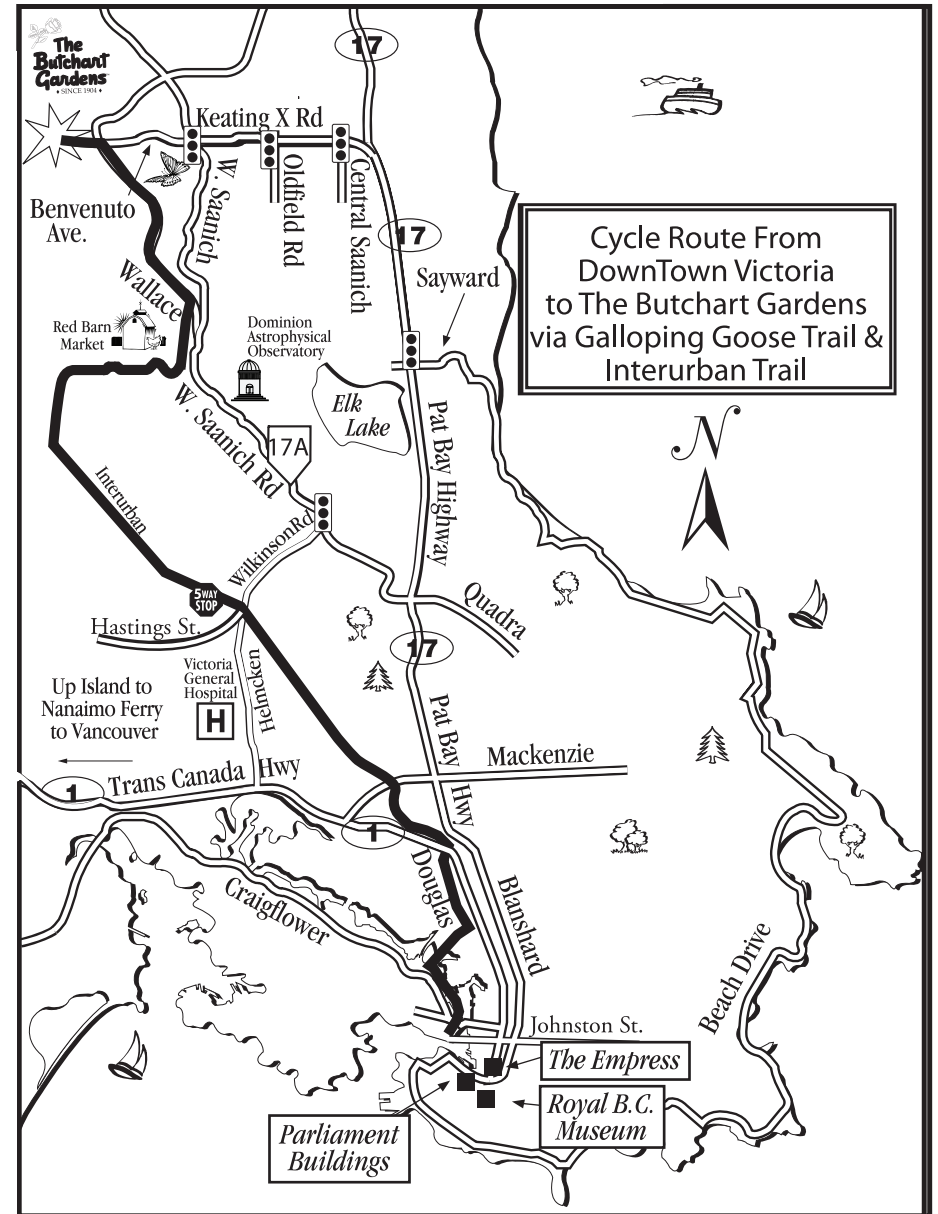 The
Butchart
Gardens
• SINCE 1904 •
17
Keating X Rd
Benvenuto
Ave.
W. Saanich
Oldfield Rd
Central Saanich
17
Sayward
Cycle Route From
DownTown Victoria
to The Butchart Gardens
via Galloping Goose Trail &
Interurban Trail
Wallace
Red Barn
Market
Dominion
Astrophysical
Observatory
Elk
Lake
W. Saanich Rd
17A
Pat Bay Highway
N
Interurban
Wilkinson Rd
5 WAY
STOP
Hastings St.
Quadra
17
Victoria
General
Hospital
H
Helmcken
Up Island to
Nanaimo Ferry
to Vancouver
Pat Bay Hwy
Mackenzie
1
Trans Canada Hwy
1
Douglas
Blanshard
Craigflower
Beach Drive
Johnston St.
The Empress
Royal B.C.
Museum
Parliament
Buildings